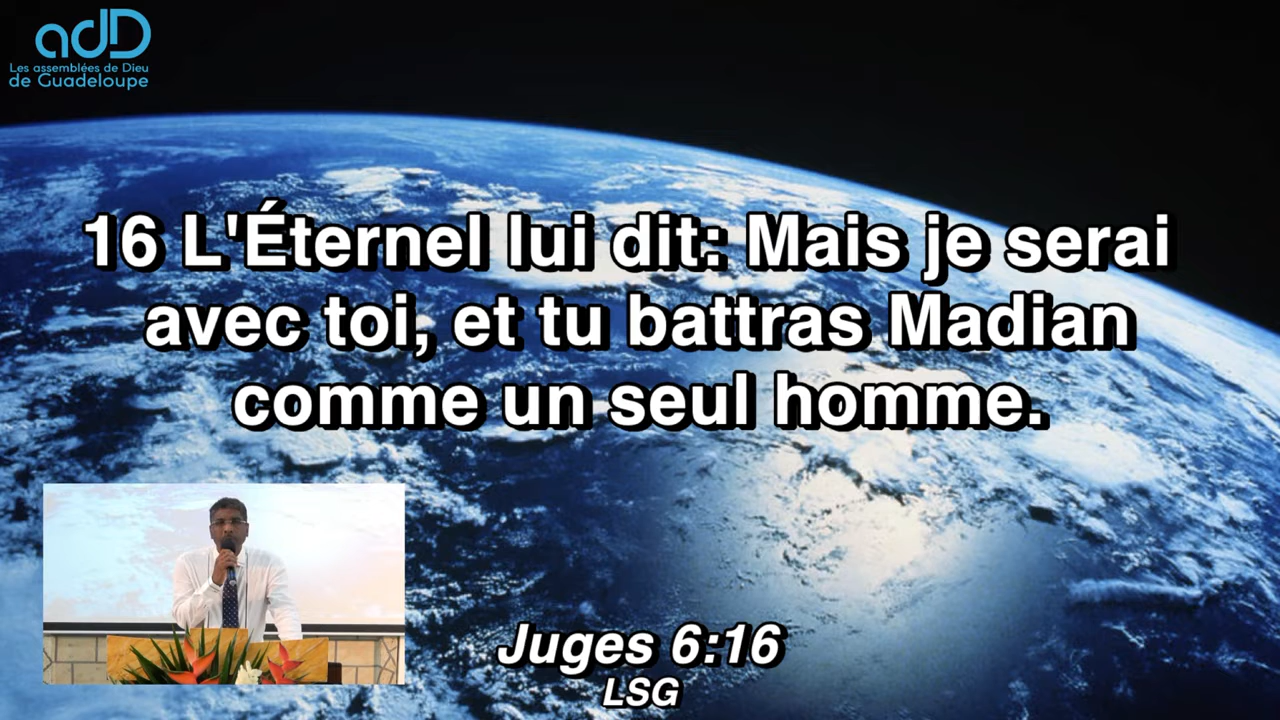 adD
Les assemblées de Dieu
de Guadeloupe
16 L'Éternel lui dit: Mais je serai
avec toi, et tu battras Madian
comme un seul homme.
Juges 6:16
LSG